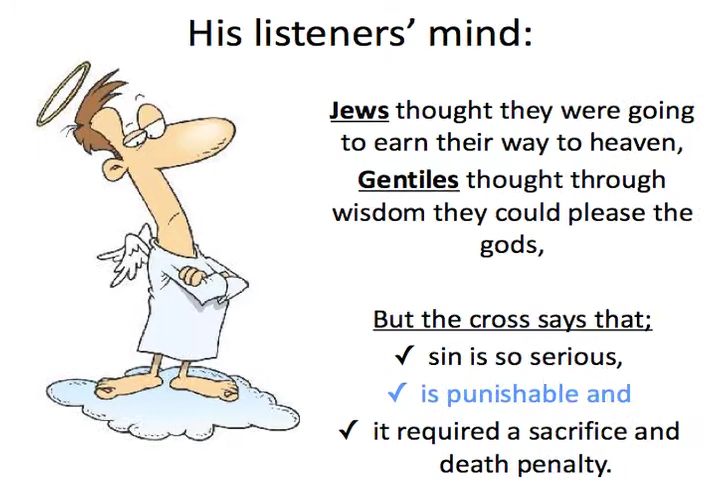 His listeners’ mind:
Jews thought they were going
to earn their way to heaven,
Gentiles thought through
wisdom they could please the
gods,
But the cross says that;
✓ sin is so serious,
✓ is punishable and
✓ it required a sacrifice and
death penalty.